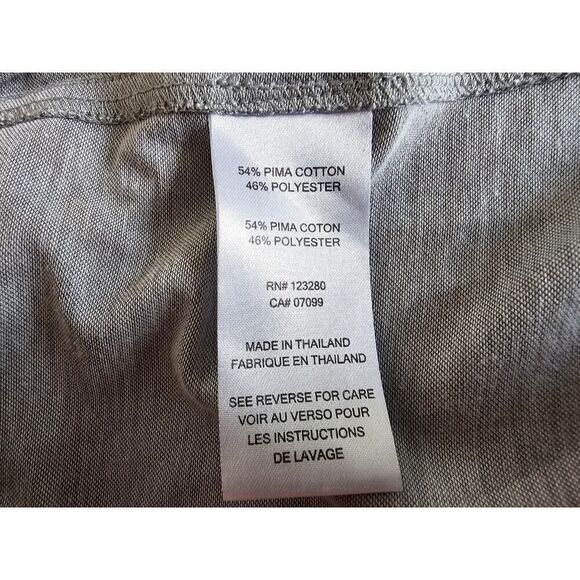 54% PIMA COTTON
46% POLYESTER
54% PIMA COTON
46% POLYESTER
RN# 123280
CA# 07099
MADE IN THAILAND
FABRIQUE EN THAILAND
SEE REVERSE FOR CARE
VOIR AU VERSO POUR
LES INSTRUCTIONS
DE LAVAGE